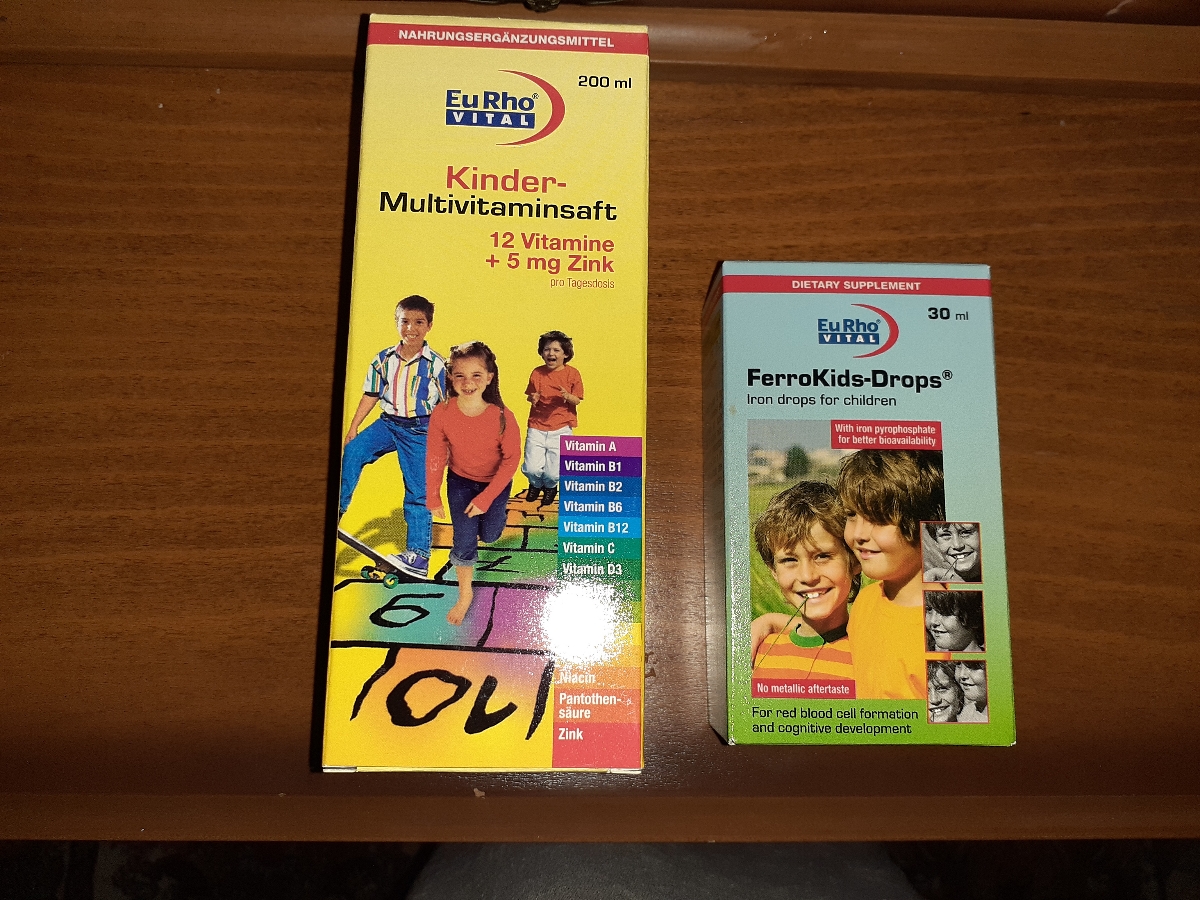 NAHRUNGSERGÄNZUNGSMITTEL
200 ml
EuRho®
VITAL
Kinder-
Multivitaminsaft
12 Vitamine
+ 5 mg Zink
pro Tagesdosis
Vitamin A
Vitamin B1
Vitamin B2
Vitamin B6
Vitamin B12
Vitamin C
Vitamin D3
Niacin
Pantothen-
säure
Zink
6
DIETARY SUPPLEMENT
30 ml
EuRho®
VITAL
FerroKids-Drops®
Iron drops for children
With iron pyrophosphate
for better bioavailability
No metallic aftertaste
For red blood cell formation
and cognitive development